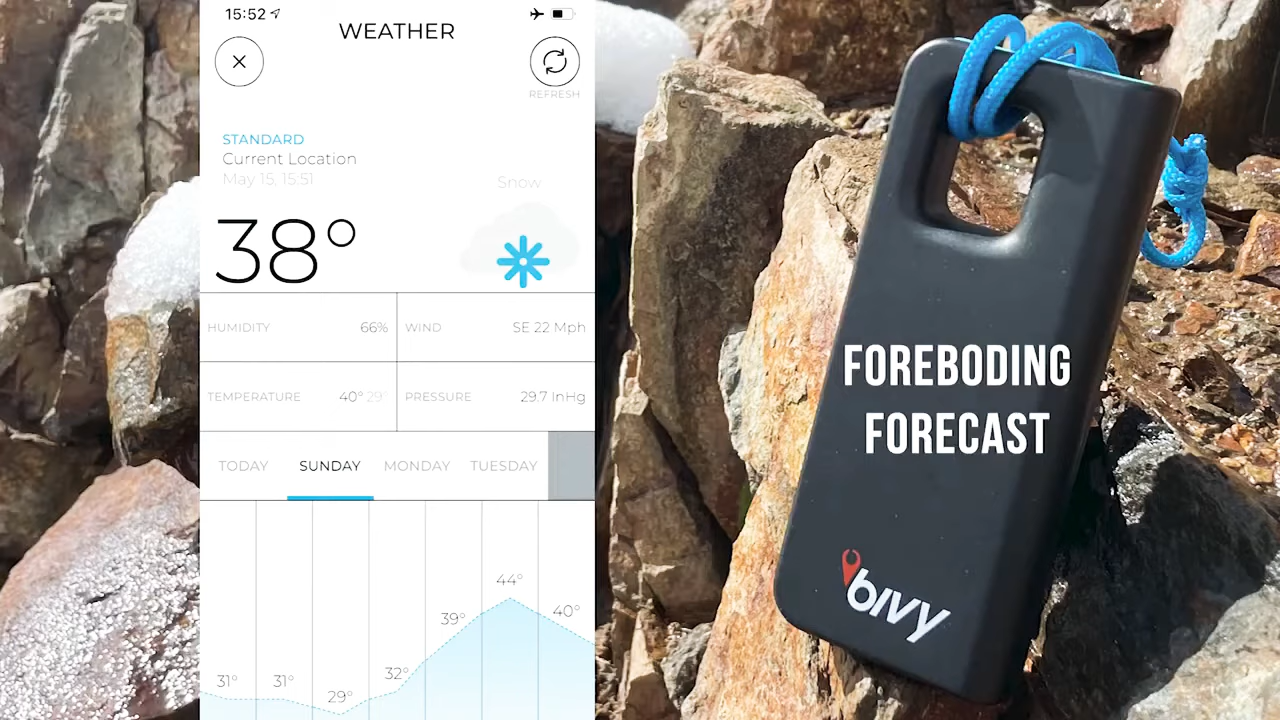 15:52
WEATHER
REFRESH
STANDARD
Current Location
May 15, 15:51
Snow
38°
HUMIDITY 66% WIND SE 22 Mph
TEMPERATURE 40° 29° PRESSURE 29.7 InHg
TODAY SUNDAY MONDAY TUESDAY
31° 31° 29° 32° 39° 44° 40°
FOREBODING
FORECAST
bivy